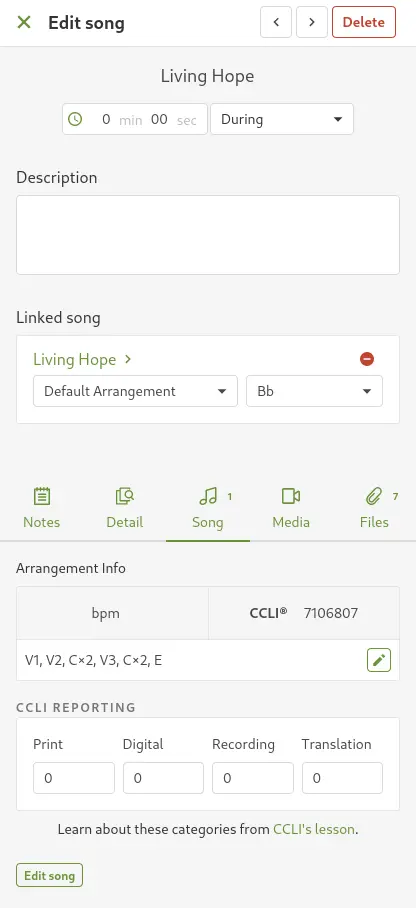 Edit song
Delete
Living Hope
0 min 00 sec During
Description
Linked song
Living Hope
Default Arrangement Bb
1 7
Notes Detail Song Media Files
Arrangement Info
bpm CCLI® 7106807
V1, V2, C×2, V3, C×2, E
CCLI REPORTING
Print Digital Recording Translation
0 0 0 0
Learn about these categories from CCLI's lesson.
Edit song